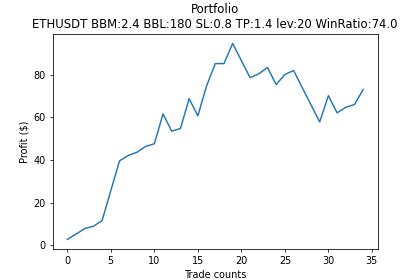 Portfolio
ETHUSDT BBM:2.4 BBL:180 SL:0.8 TP:1.4 lev:20 WinRatio:74.0
Profit ($)
80
60
40
20
0
0 5 10 15 20 25 30 35
Trade counts